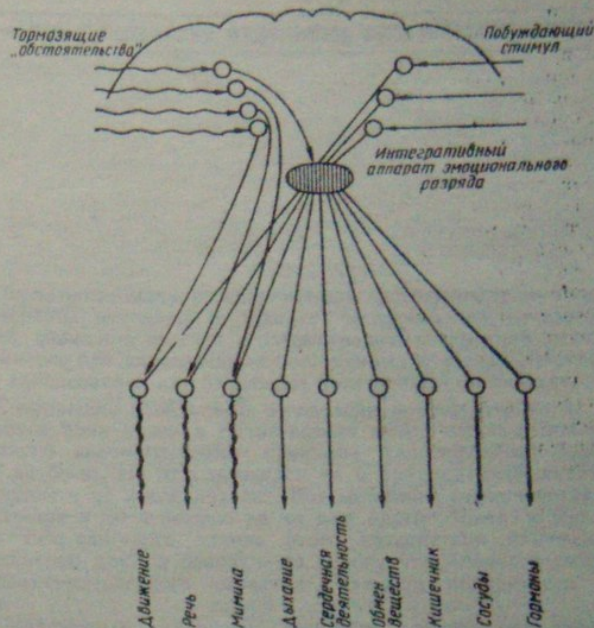 Тормозящие
„обстоятельства"
Побуждающий
стимул
Интегративный
аппарат эмоционального
разряда
Движение
Речь
Мимика
Дыхание
Сердечная
деятельность
Обмен
веществ
Кишечник
Сосуды
Гормоны